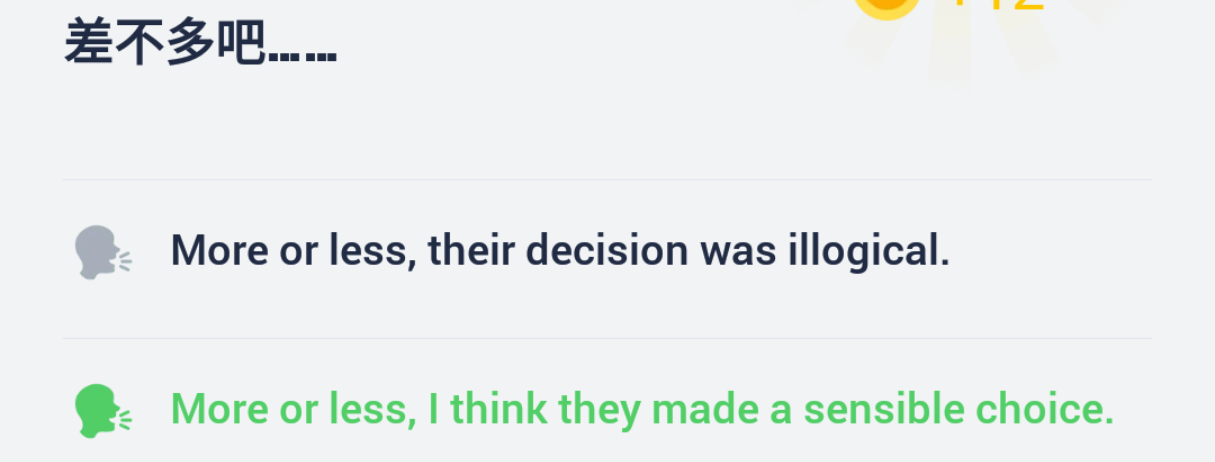 差不多吧……
More or less, their decision was illogical.
More or less, I think they made a sensible choice.